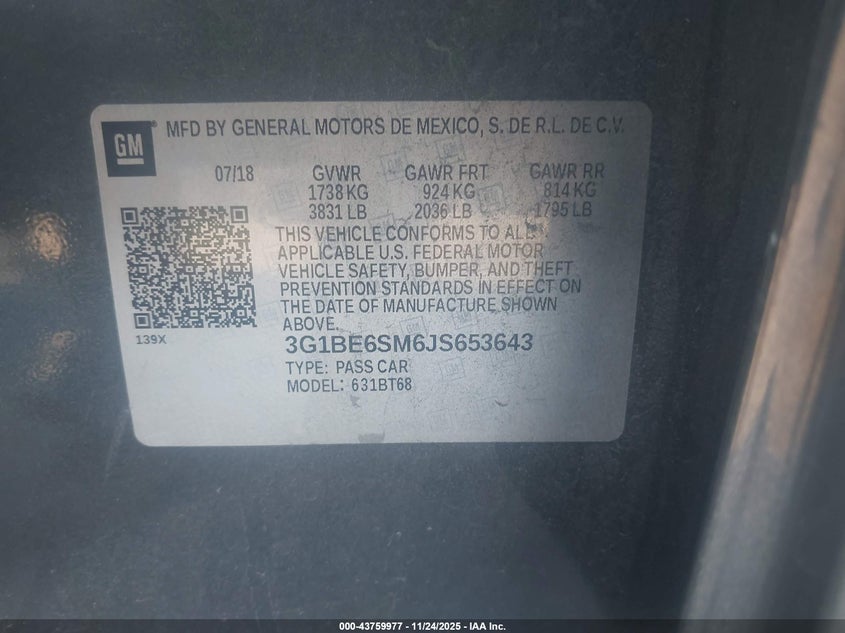 GM
MFD BY GENERAL MOTORS DE MEXICO, S. DE R.L. DE C.V.
07/18 GVWR GAWR FRT GAWR RR
1738 KG 924 KG 814 KG
3831 LB 2036 LB 1795 LB
THIS VEHICLE CONFORMS TO ALL
APPLICABLE U.S. FEDERAL MOTOR
VEHICLE SAFETY, BUMPER, AND THEFT
PREVENTION STANDARDS IN EFFECT ON
THE DATE OF MANUFACTURE SHOWN
ABOVE.
139X
3G1BE6SM6JS653643
TYPE: PASS CAR
MODEL: 631BT68
000-43759977 - 11/24/2025 - IAA Inc.